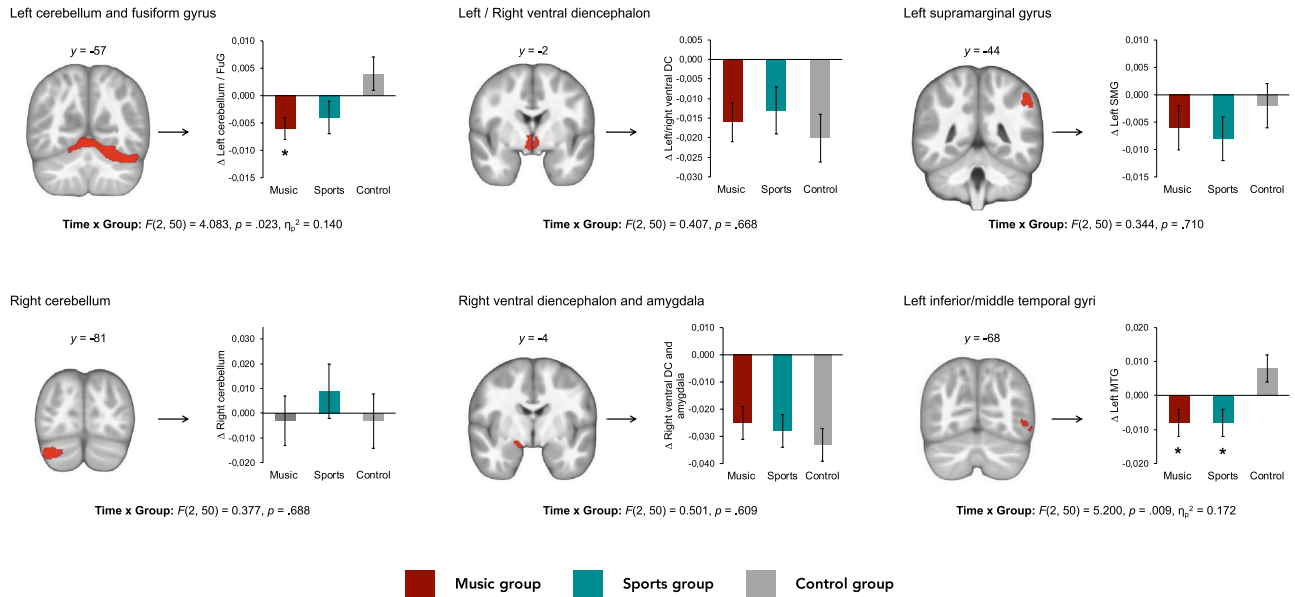 Left cerebellum and fusiform gyrus
y = -57
Δ Left cerebellum / FuG
0,010
0,005
0,000
-0,005
-0,010
-0,015
*
Music Sports Control
Time x Group: F(2, 50) = 4.083, p = .023, ηp² = 0.140
Left / Right ventral diencephalon
y = -2
Δ Left/right ventral DC
0,005
0,000
-0,005
-0,010
-0,015
-0,020
-0,025
-0,030
Music Sports Control
Time x Group: F(2, 50) = 0.407, p = .668
Left supramarginal gyrus
y = -44
Δ Left SMG
0,010
0,005
0,000
-0,005
-0,010
-0,015
Music Sports Control
Time x Group: F(2, 50) = 0.344, p = .710
Right cerebellum
y = -81
Δ Right cerebellum
0,030
0,010
0,000
-0,010
-0,020
Music Sports Control
Time x Group: F(2, 50) = 0.377, p = .688
Right ventral diencephalon and amygdala
y = -4
Δ Right ventral DC and
amygdala
0,010
0,000
-0,010
-0,020
-0,030
-0,040
Music Sports Control
Time x Group: F(2, 50) = 0.501, p = .609
Left inferior/middle temporal gyri
y = -68
Δ Left MTG
0,020
0,010
0,000
-0,010
-0,020
* *
Music Sports Control
Time x Group: F(2, 50) = 5.200, p = .009, ηp² = 0.172
Music group Sports group Control group